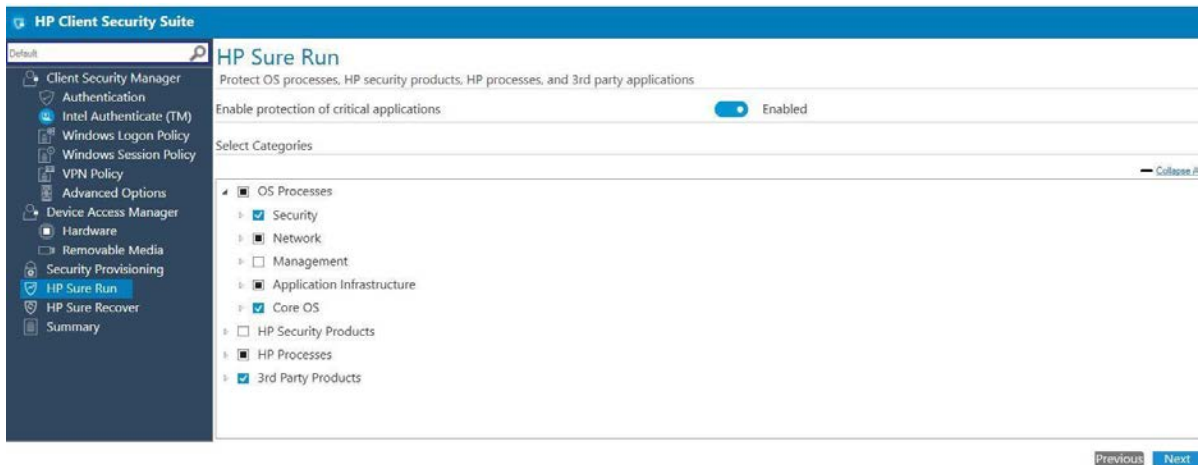 HP Client Security Suite
Default
Client Security Manager
Authentication
Intel Authenticate (TM)
Windows Logon Policy
Windows Session Policy
VPN Policy
Advanced Options
Device Access Manager
Hardware
Removable Media
Security Provisioning
HP Sure Run
HP Sure Recover
Summary
HP Sure Run
Protect OS processes, HP security products, HP processes, and 3rd party applications
Enable protection of critical applications Enabled
Select Categories
Collapse A
OS Processes
Security
Network
Management
Application Infrastructure
Core OS
HP Security Products
HP Processes
3rd Party Products
Previous Next